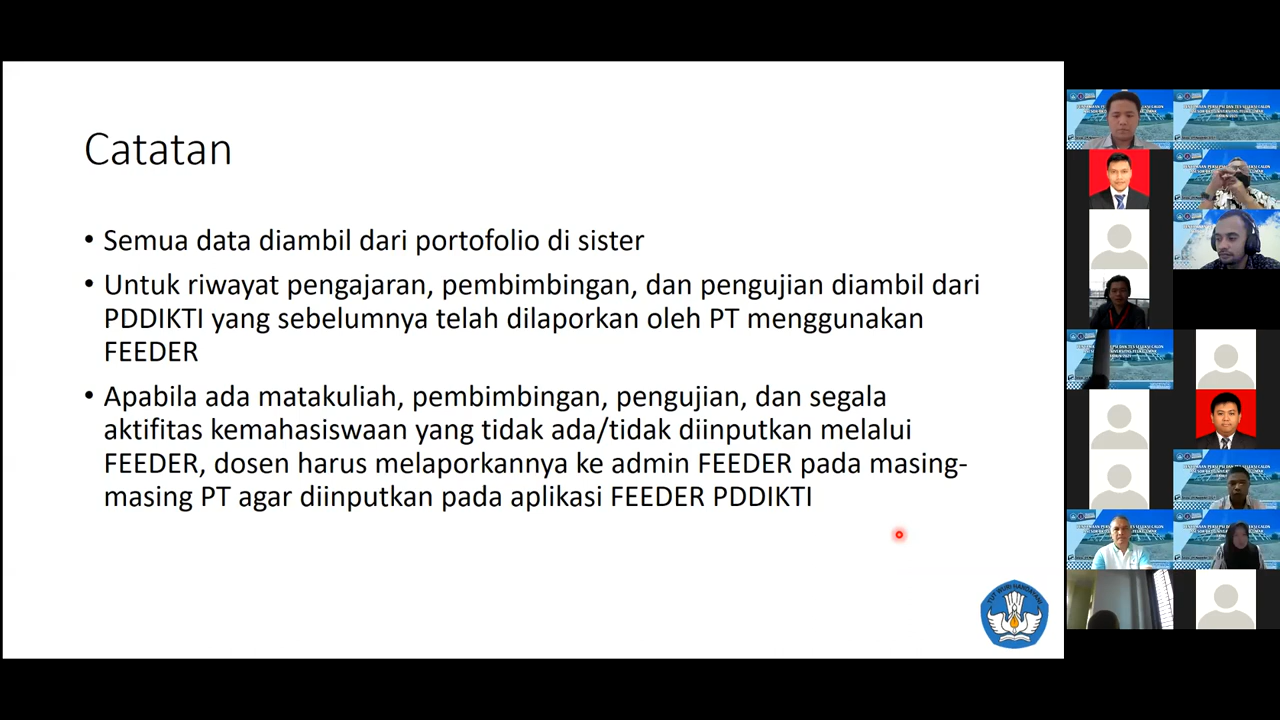 Catatan
• Semua data diambil dari portofolio di sister
• Untuk riwayat pengajaran, pembimbingan, dan pengujian diambil dari
PDDIKTI yang sebelumnya telah dilaporkan oleh PT menggunakan
FEEDER
• Apabila ada matakuliah, pembimbingan, pengujian, dan segala
aktifitas kemahasiswaan yang tidak ada/tidak diinputkan melalui
FEEDER, dosen harus melaporkannya ke admin FEEDER pada masing-
masing PT agar diinputkan pada aplikasi FEEDER PDDIKTI
TUT WURI HANDAYANI